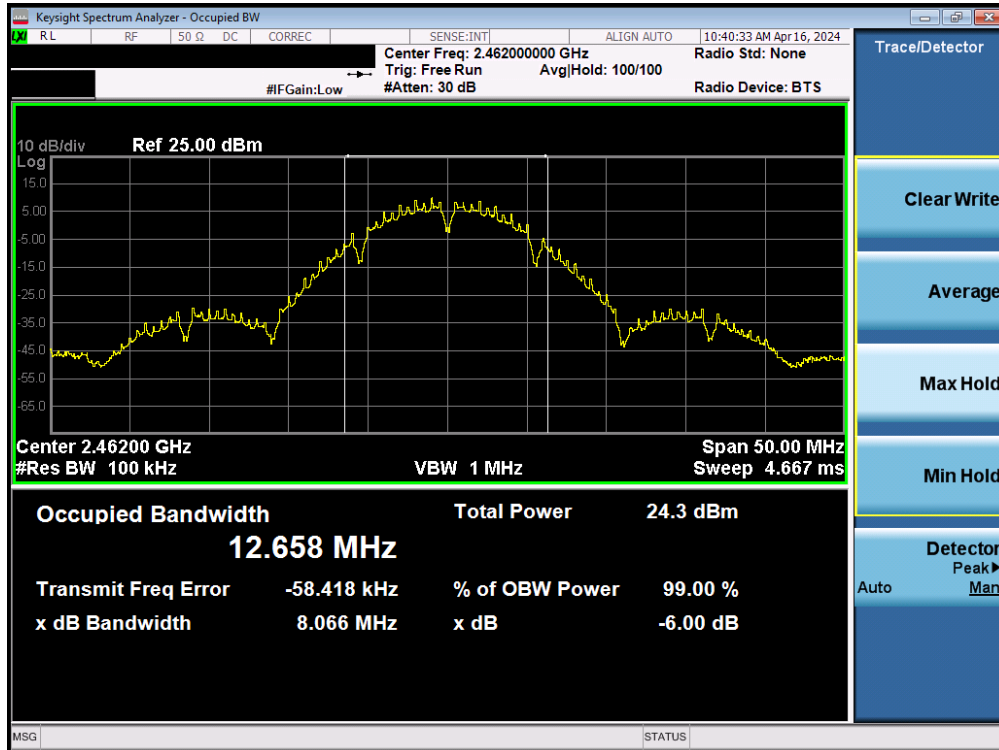 Keysight Spectrum Analyzer - Occupied BW
LXI RL RF 50 Ω DC CORREC SENSE:INT ALIGN AUTO 10:40:33 AM Apr 16, 2024
Center Freq: 2.462000000 GHz Radio Std: None
Trig: Free Run Avg|Hold: 100/100
#IFGain:Low #Atten: 30 dB Radio Device: BTS
10 dB/div Ref 25.00 dBm
Log
15.0
5.00
-5.00
-15.0
-25.0
-35.0
-45.0
-55.0
-65.0
Center 2.46200 GHz Span 50.00 MHz
#Res BW 100 kHz VBW 1 MHz Sweep 4.667 ms
Occupied Bandwidth Total Power 24.3 dBm
12.658 MHz
Transmit Freq Error -58.418 kHz % of OBW Power 99.00 %
x dB Bandwidth 8.066 MHz x dB -6.00 dB
MSG STATUS
Trace/Detector
Clear Write
Average
Max Hold
Min Hold
Detector
Peak▶
Auto Man